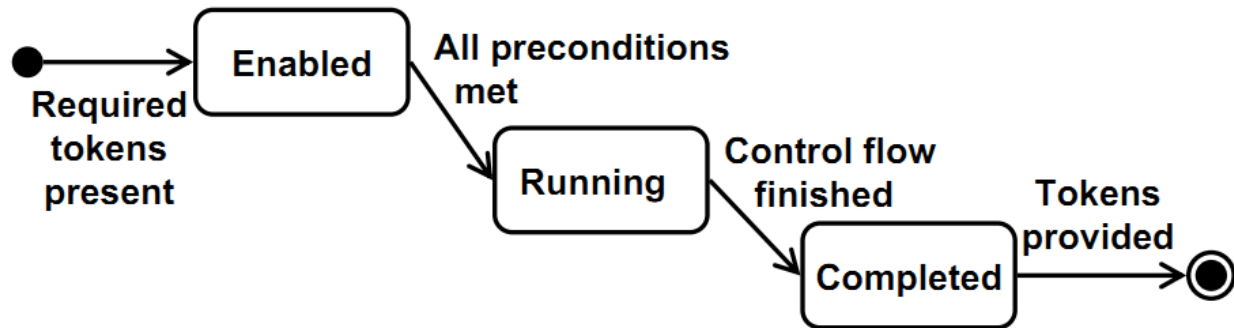 Enabled
Required
tokens
present
All preconditions
met
Running
Control flow
finished
Completed
Tokens
provided